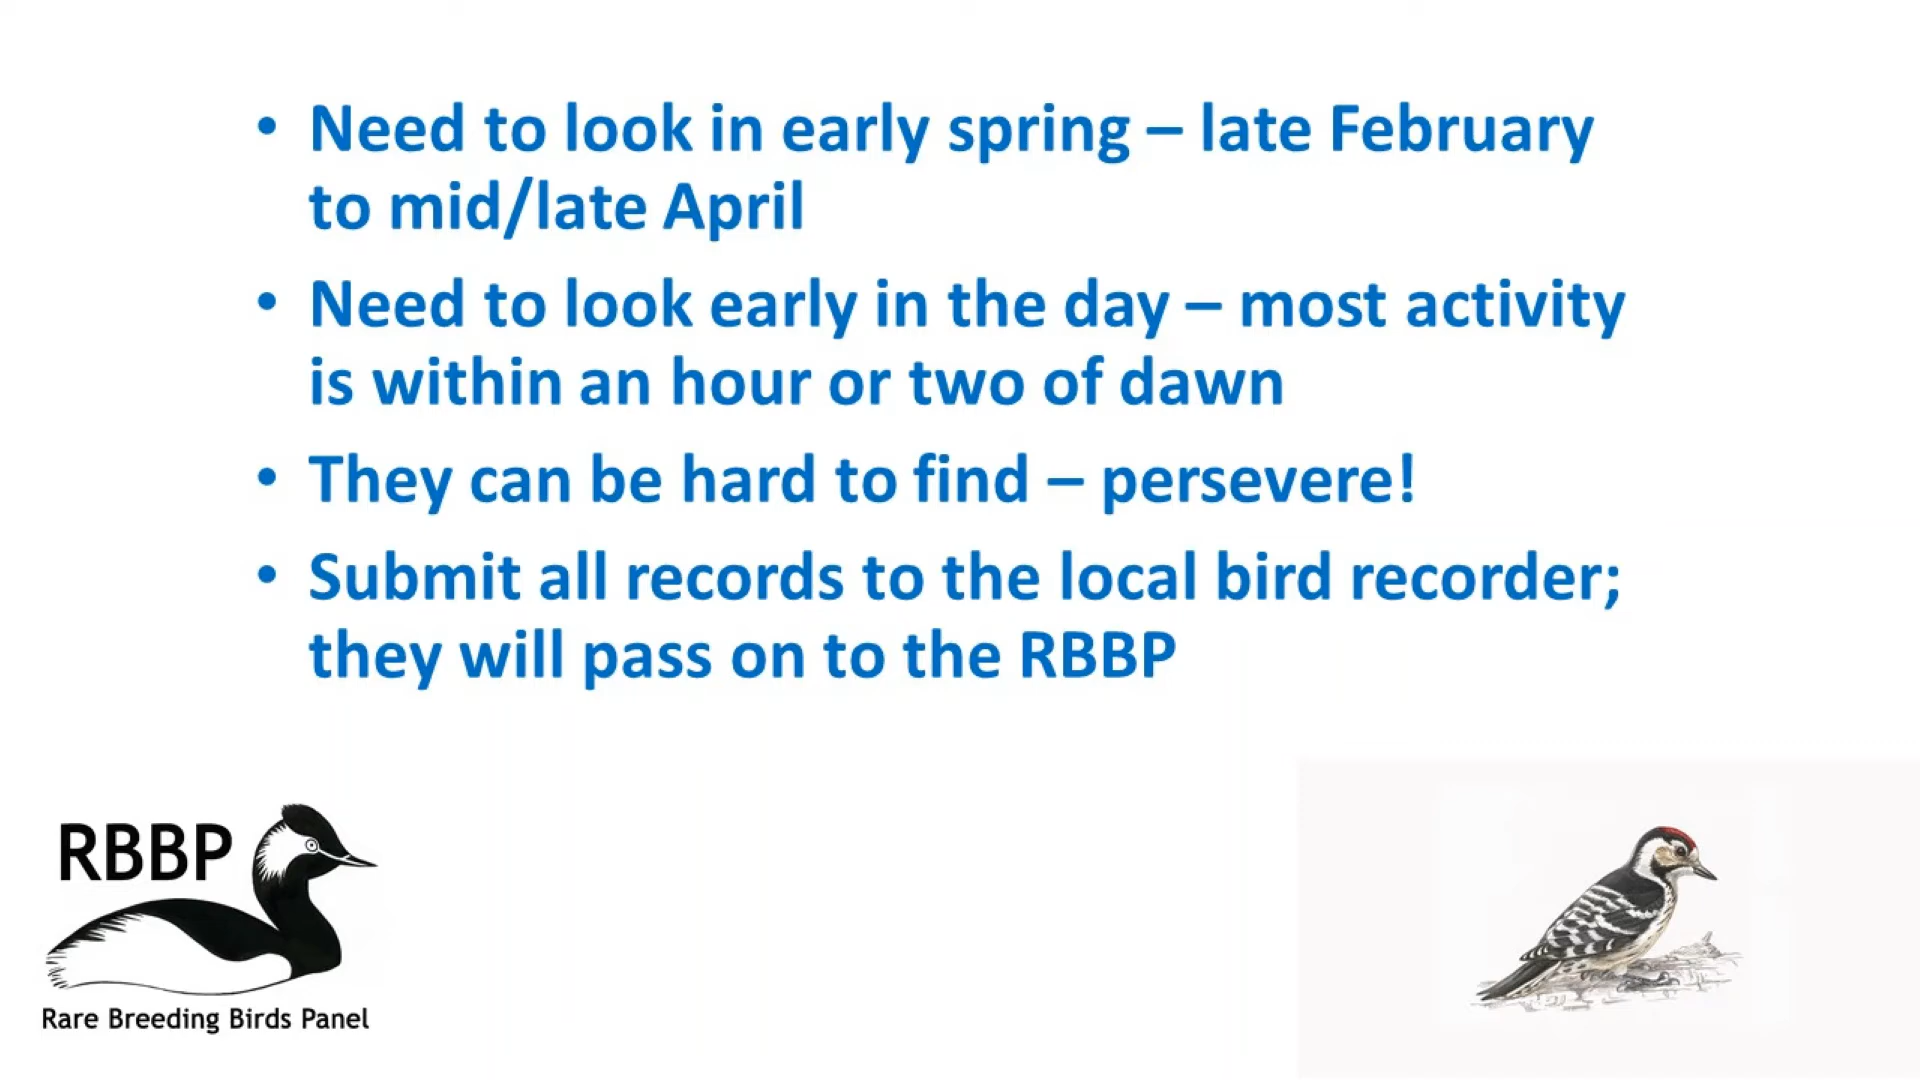 • Need to look in early spring – late February
to mid/late April
• Need to look early in the day – most activity
is within an hour or two of dawn
• They can be hard to find – persevere!
• Submit all records to the local bird recorder;
they will pass on to the RBBP
RBBP
Rare Breeding Birds Panel